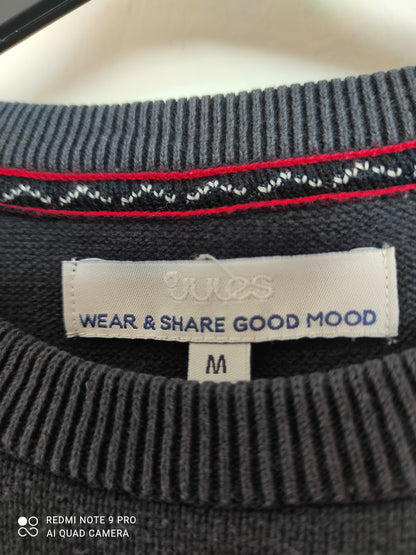 Jules
WEAR & SHARE GOOD MOOD
M
REDMI NOTE 9 PRO
AI QUAD CAMERA